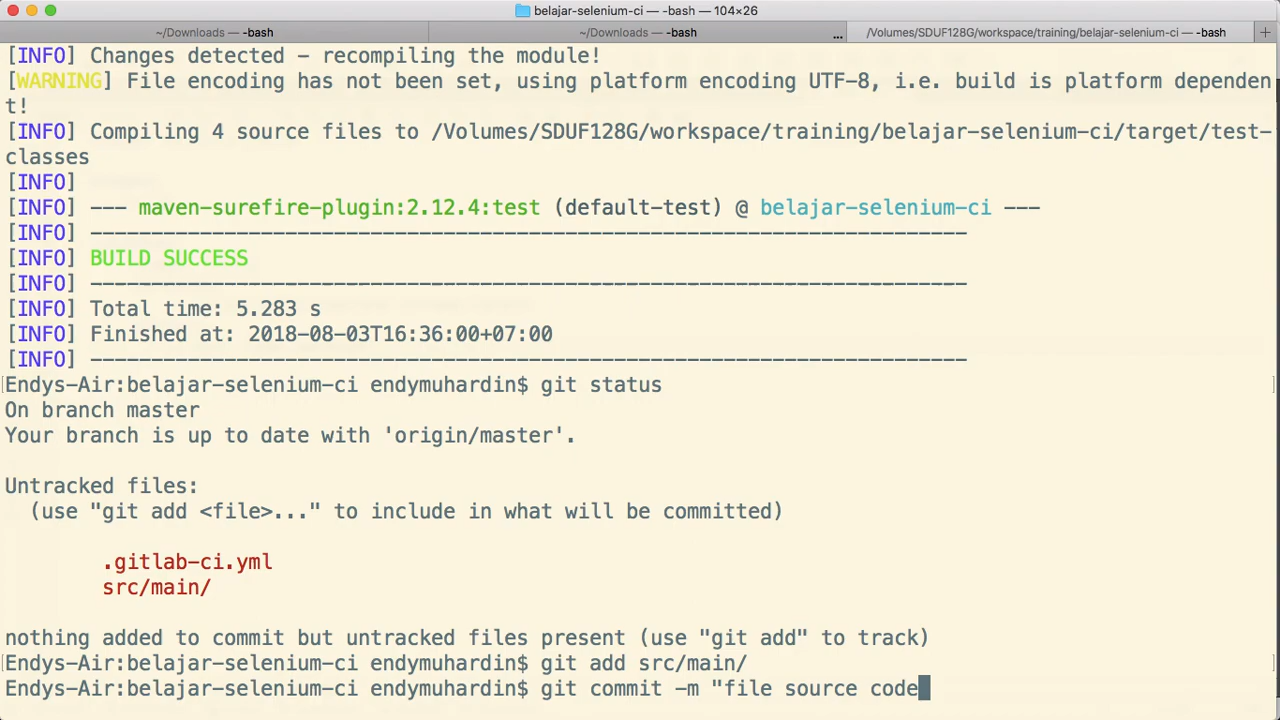 belajar-selenium-ci — -bash — 104×26
~/Downloads — -bash
~/Downloads — -bash
...
/Volumes/SDUF128G/workspace/training/belajar-selenium-ci — -bash
+
[INFO] Changes detected - recompiling the module!
[WARNING] File encoding has not been set, using platform encoding UTF-8, i.e. build is platform dependen
t!
[INFO] Compiling 4 source files to /Volumes/SDUF128G/workspace/training/belajar-selenium-ci/target/test-
classes
[INFO]
[INFO] --- maven-surefire-plugin:2.12.4:test (default-test) @ belajar-selenium-ci ---
[INFO] ------------------------------------------------------------------------
[INFO] BUILD SUCCESS
[INFO] ------------------------------------------------------------------------
[INFO] Total time: 5.283 s
[INFO] Finished at: 2018-08-03T16:36:00+07:00
[INFO] ------------------------------------------------------------------------
Endys-Air:belajar-selenium-ci endymuhardin$ git status
On branch master
Your branch is up to date with 'origin/master'.
Untracked files:
(use "git add <file>..." to include in what will be committed)
.gitlab-ci.yml
src/main/
nothing added to commit but untracked files present (use "git add" to track)
Endys-Air:belajar-selenium-ci endymuhardin$ git add src/main/
Endys-Air:belajar-selenium-ci endymuhardin$ git commit -m "file source code